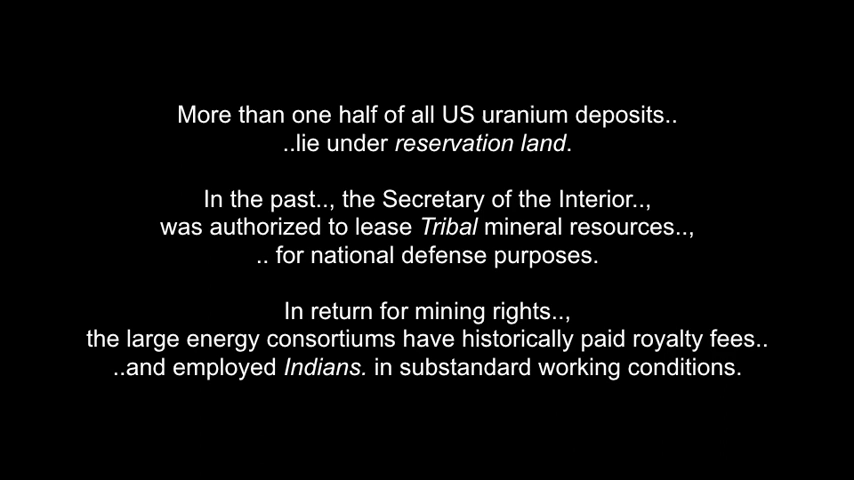 More than one half of all US uranium deposits..
..lie under reservation land.
In the past.., the Secretary of the Interior..,
was authorized to lease Tribal mineral resources..,
.. for national defense purposes.
In return for mining rights..,
the large energy consortiums have historically paid royalty fees..
..and employed Indians. in substandard working conditions.